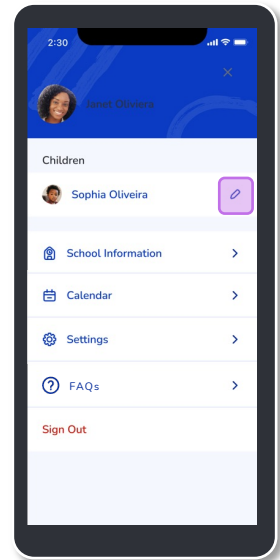 2:30
Janet Oliveira
Children
Sophia Oliveira
School Information
Calendar
Settings
FAQs
Sign Out